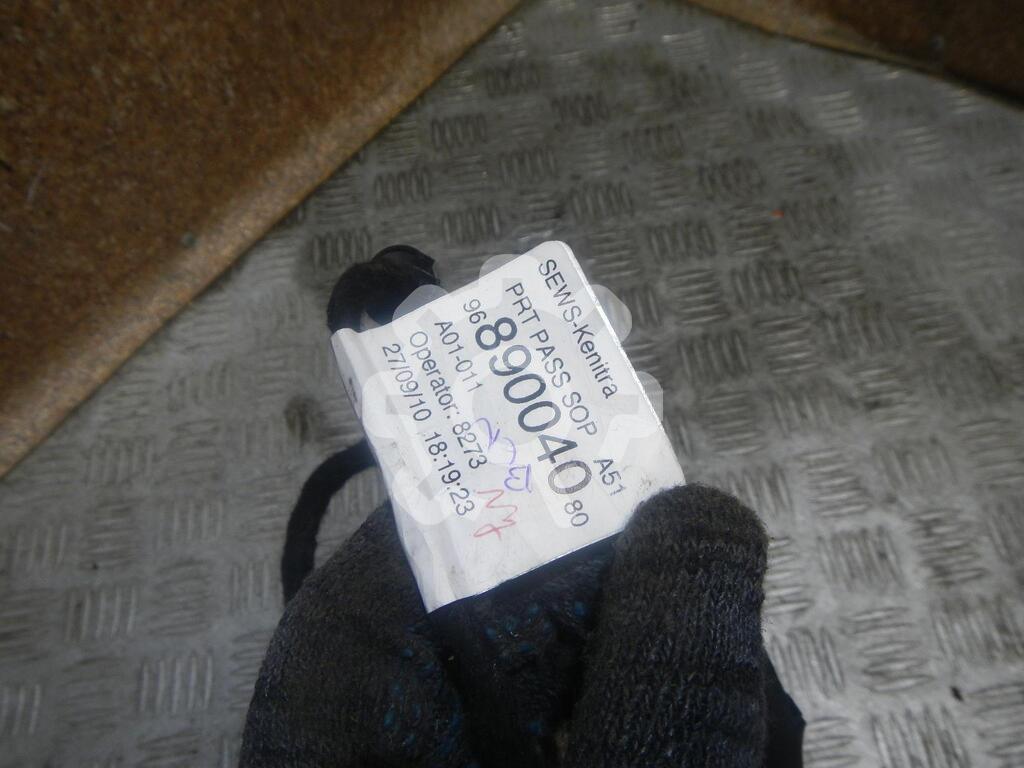 SEWS-Kenitra
PRT PASS SOP A51
96 890040 80
A01-011
Operator: 8273
27/09/10 18:19:23